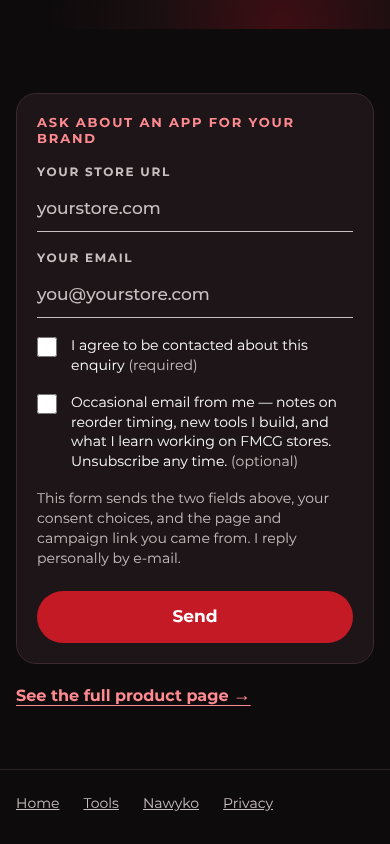 ASK ABOUT AN APP FOR YOUR
BRAND
YOUR STORE URL
yourstore.com
YOUR EMAIL
you@yourstore.com
I agree to be contacted about this
enquiry (required)
Occasional email from me — notes on
reorder timing, new tools I build, and
what I learn working on FMCG stores.
Unsubscribe any time. (optional)
This form sends the two fields above, your
consent choices, and the page and
campaign link you came from. I reply
personally by e-mail.
Send
See the full product page →
Home Tools Nawyko Privacy